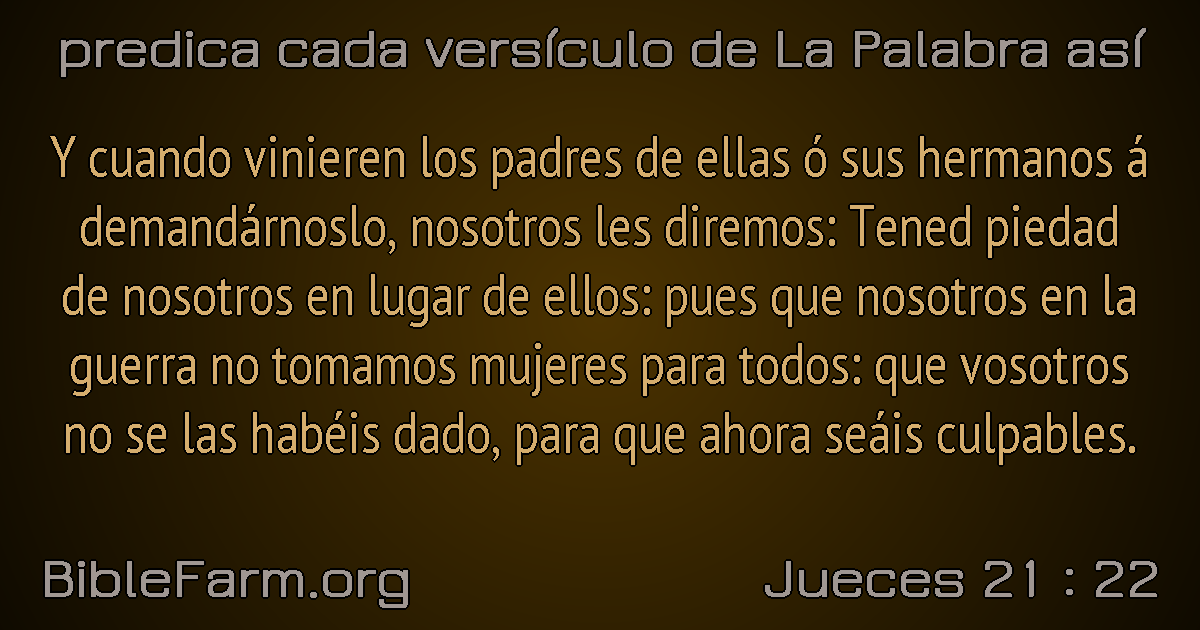 predica cada versículo de La Palabra así
Y cuando vinieren los padres de ellas ó sus hermanos á
demandárnoslo, nosotros les diremos: Tened piedad
de nosotros en lugar de ellos: pues que nosotros en la
guerra no tomamos mujeres para todos: que vosotros
no se las habéis dado, para que ahora seáis culpables.
BibleFarm.org
Jueces 21 : 22